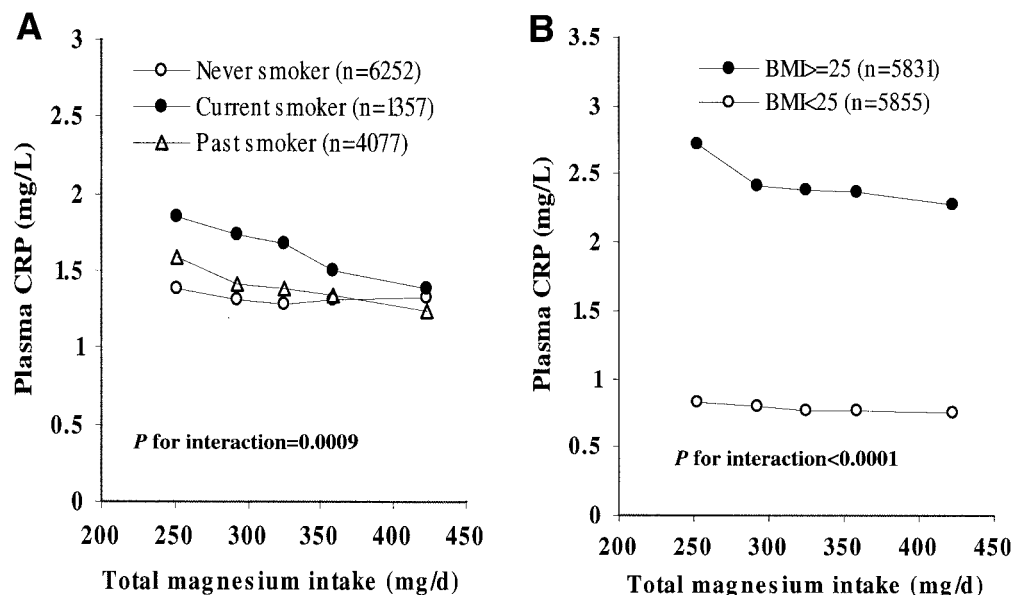 A
3
Never smoker (n=6252)
Current smoker (n=1357)
Past smoker (n=4077)
2.5
2
1.5
1
0.5
0
Plasma CRP (mg/L)
P for interaction=0.0009
200 250 300 350 400 450
Total magnesium intake (mg/d)
B
3.5
BMI>=25 (n=5831)
BMI<25 (n=5855)
3
2.5
2
1.5
1
0.5
0
Plasma CRP (mg/L)
P for interaction<0.0001
200 250 300 350 400 450
Total magnesium intake (mg/d)